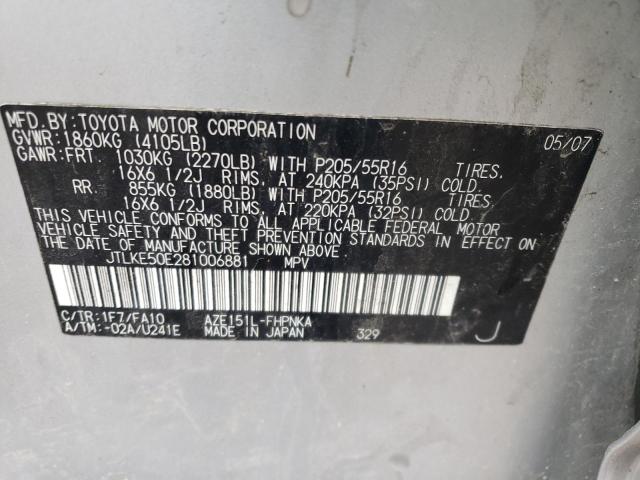 MFD. BY: TOYOTA MOTOR CORPORATION 05/07
GVWR: 1860KG (4105LB)
GAWR: FRT. 1030KG (2270LB) WITH P205/55R16 TIRES.
16X6 1/2J RIMS, AT 240KPA (35PSI) COLD.
RR. 855KG (1880LB) WITH P205/55R16 TIRES.
16X6 1/2J RIMS, AT 220KPA (32PSI) COLD.
THIS VEHICLE CONFORMS TO ALL APPLICABLE FEDERAL MOTOR
VEHICLE SAFETY AND THEFT PREVENTION STANDARDS IN EFFECT ON
THE DATE OF MANUFACTURE SHOWN ABOVE.
JTLKE50E281006881 MPV
C/TR: 1F7/FA10 AZE151L-FHPNKA
A/TM: -02A/U241E MADE IN JAPAN 329 J